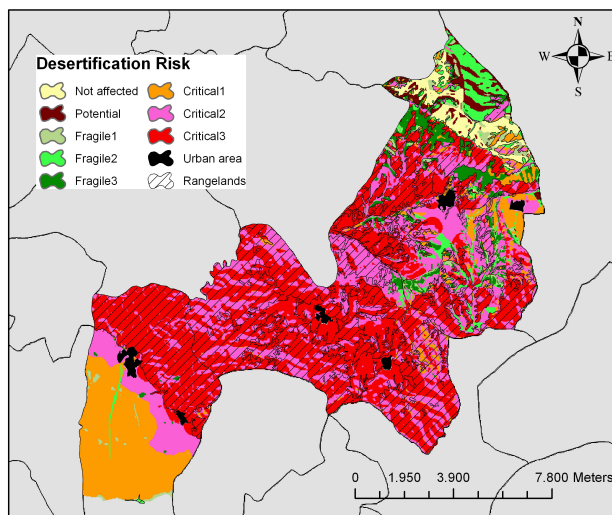 N
W E
S
Desertification Risk
Not affected
Potential
Fragile1
Fragile2
Fragile3
Critical1
Critical2
Critical3
Urban area
Rangelands
0 1.950 3.900 7.800 Meters